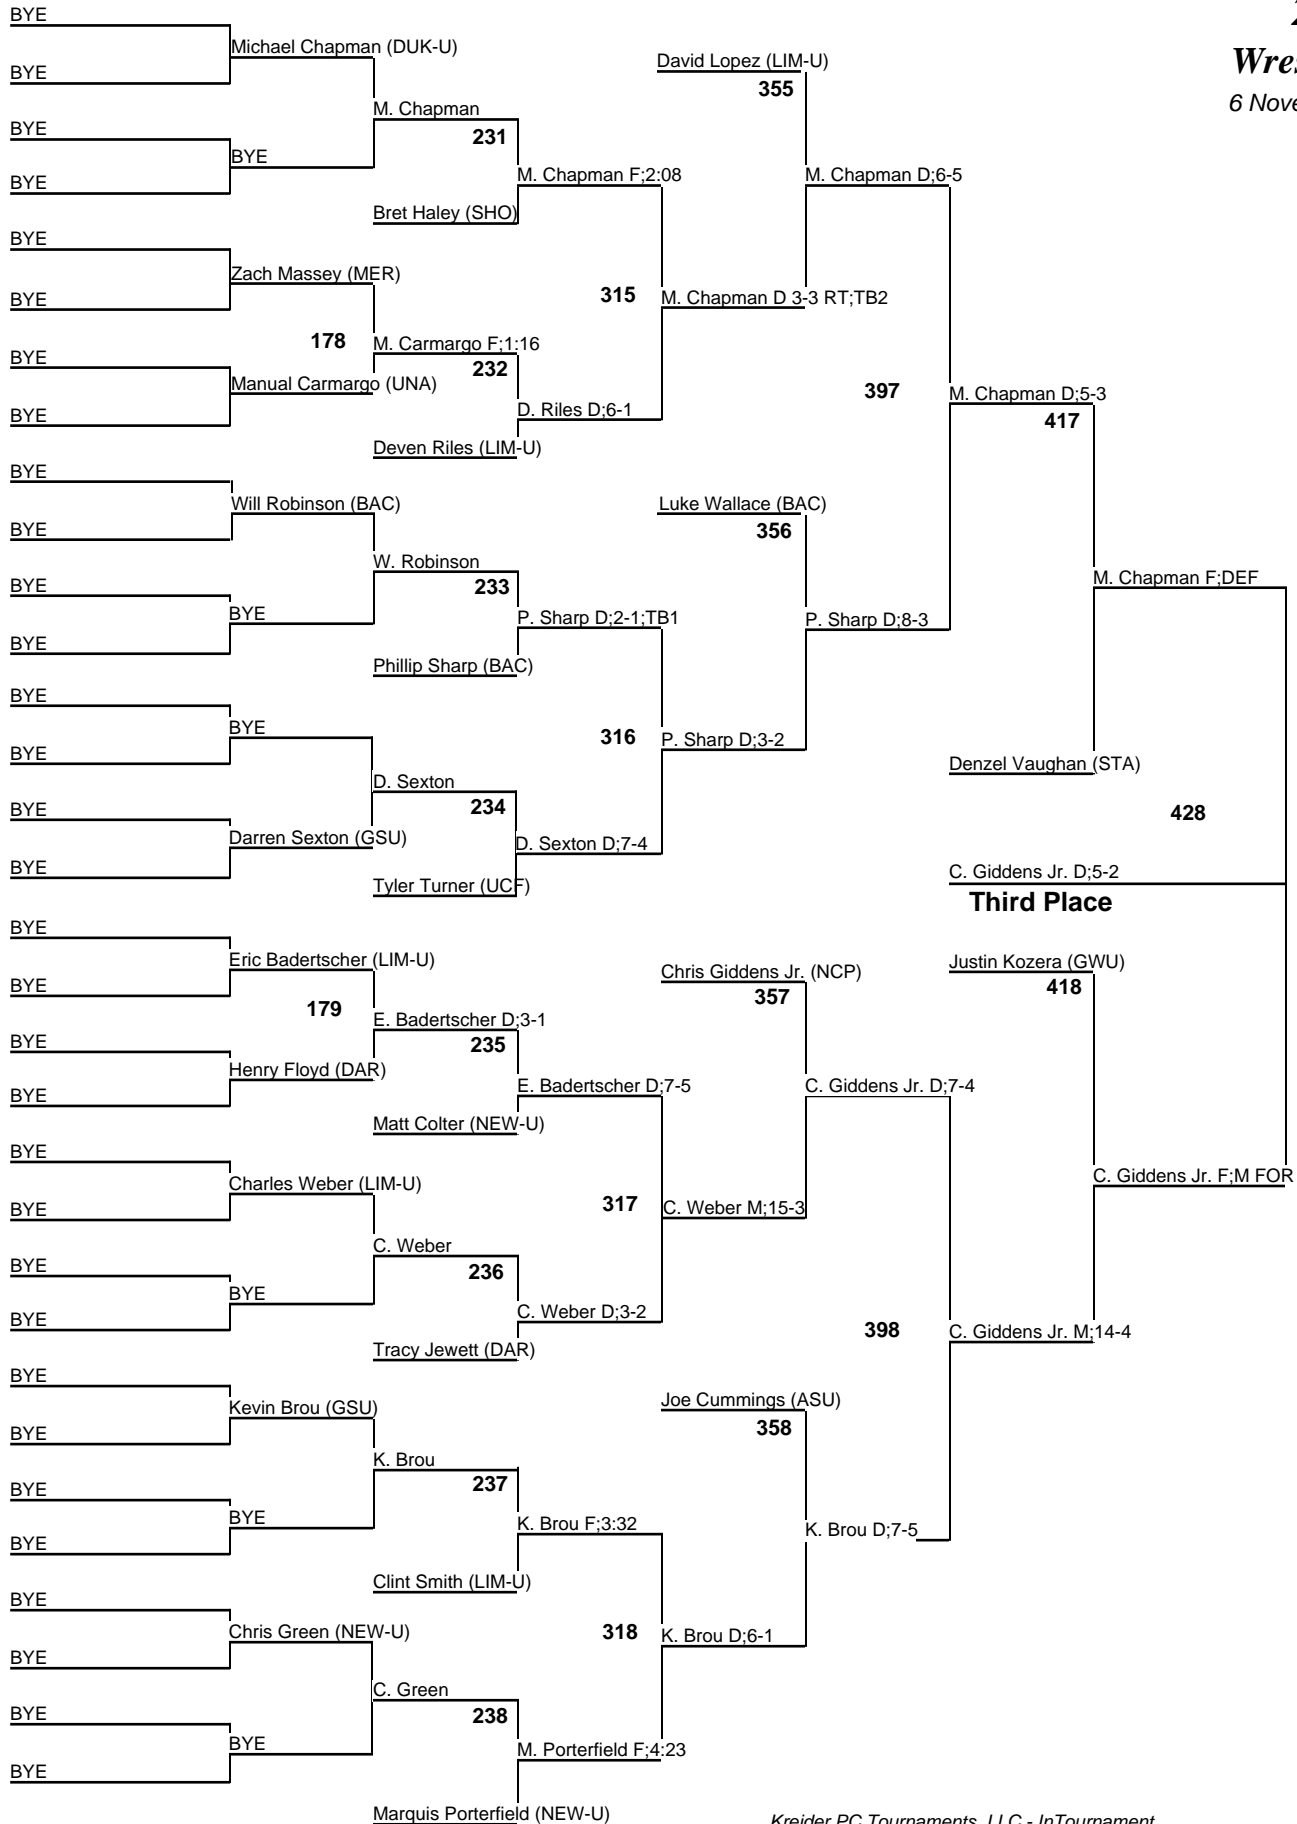 BYE
Michael Chapman (DUK-U)
BYE
David Lopez (LIM-U)
355
Wres
6 Nove
M. Chapman
231
BYE
BYE
BYE
M. Chapman F;2:08
M. Chapman D;6-5
Bret Haley (SHO)
BYE
Zach Massey (MER)
BYE
315
M. Chapman D 3-3 RT;TB2
178
M. Carmargo F;1:16
232
BYE
Manual Carmargo (UNA)
BYE
397
M. Chapman D;5-3
417
D. Riles D;6-1
Deven Riles (LIM-U)
BYE
Will Robinson (BAC)
BYE
Luke Wallace (BAC)
356
W. Robinson
233
BYE
BYE
BYE
M. Chapman F;DEF
P. Sharp D;2-1;TB1
P. Sharp D;8-3
Phillip Sharp (BAC)
BYE
BYE
BYE
316
P. Sharp D;3-2
Denzel Vaughan (STA)
D. Sexton
234
428
BYE
Darren Sexton (GSU)
BYE
D. Sexton D;7-4
C. Giddens Jr. D;5-2
Third Place
Tyler Turner (UCF)
BYE
Eric Badertscher (LIM-U)
BYE
Chris Giddens Jr. (NCP)
357
Justin Kozera (GWU)
418
179
E. Badertscher D;3-1
235
BYE
Henry Floyd (DAR)
BYE
E. Badertscher D;7-5
C. Giddens Jr. D;7-4
Matt Colter (NEW-U)
BYE
Charles Weber (LIM-U)
BYE
C. Giddens Jr. F;M FOR
317
C. Weber M;15-3
C. Weber
236
BYE
BYE
BYE
C. Weber D;3-2
398
C. Giddens Jr. M;14-4
Tracy Jewett (DAR)
BYE
Kevin Brou (GSU)
BYE
Joe Cummings (ASU)
358
K. Brou
237
BYE
BYE
BYE
K. Brou F;3:32
K. Brou D;7-5
Clint Smith (LIM-U)
BYE
Chris Green (NEW-U)
BYE
318
K. Brou D;6-1
C. Green
238
BYE
BYE
BYE
M. Porterfield F;4:23
Marquis Porterfield (NEW-U)
Kreider PC Tournaments, LLC - InTournament